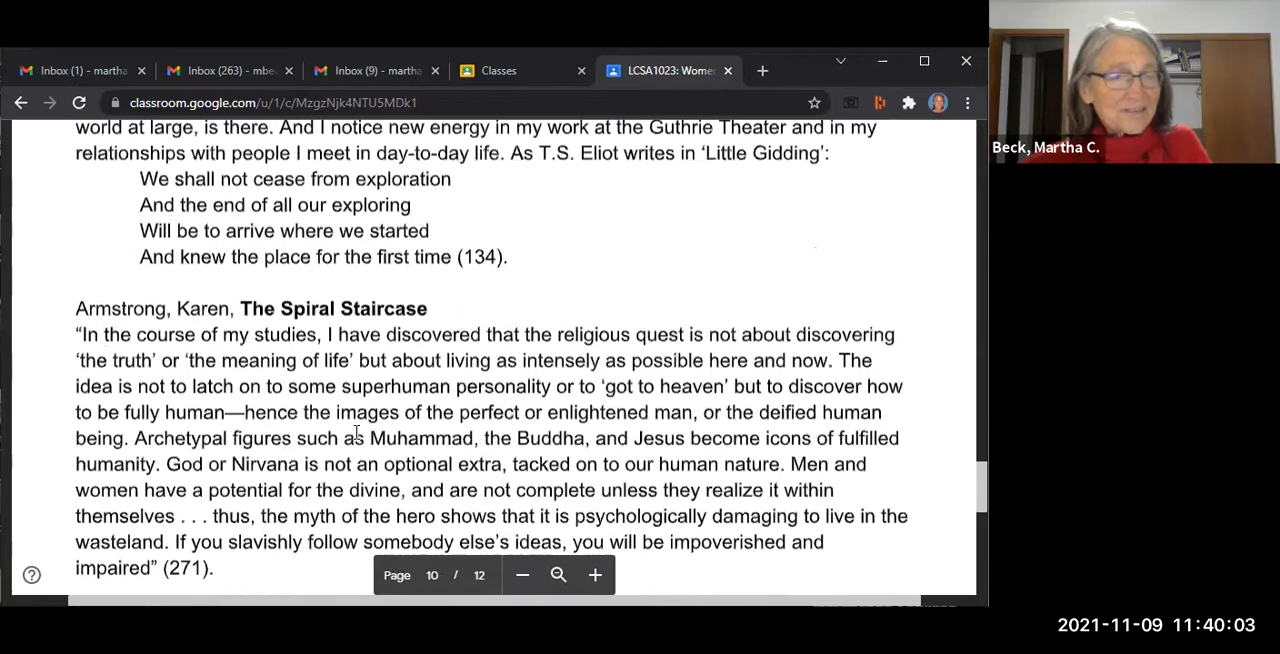 Inbox (1) - martha
Inbox (263) - mbe
Inbox (9) - martha
Classes
LCSA1023: Wome
classroom.google.com/u/1/c/MzgzNjk4NTU5MDk1
Beck, Martha C.
world at large, is there. And I notice new energy in my work at the Guthrie Theater and in my
relationships with people I meet in day-to-day life. As T.S. Eliot writes in ‘Little Gidding’:
We shall not cease from exploration
And the end of all our exploring
Will be to arrive where we started
And knew the place for the first time (134).
Armstrong, Karen, The Spiral Staircase
“In the course of my studies, I have discovered that the religious quest is not about discovering
‘the truth’ or ‘the meaning of life’ but about living as intensely as possible here and now. The
idea is not to latch on to some superhuman personality or to ‘got to heaven’ but to discover how
to be fully human—hence the images of the perfect or enlightened man, or the deified human
being. Archetypal figures such as Muhammad, the Buddha, and Jesus become icons of fulfilled
humanity. God or Nirvana is not an optional extra, tacked on to our human nature. Men and
women have a potential for the divine, and are not complete unless they realize it within
themselves . . . thus, the myth of the hero shows that it is psychologically damaging to live in the
wasteland. If you slavishly follow somebody else’s ideas, you will be impoverished and
impaired” (271).
Page 10 / 12
2021-11-09 11:40:03